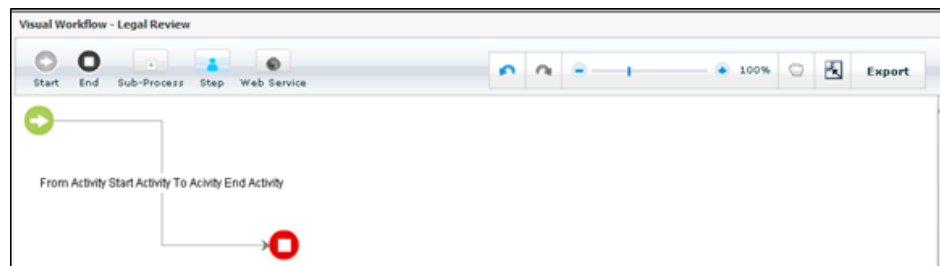 Visual Workflow - Legal Review
Start End Sub-Process Step Web Service
100% Export
From Activity Start Activity To Acivity End Activity